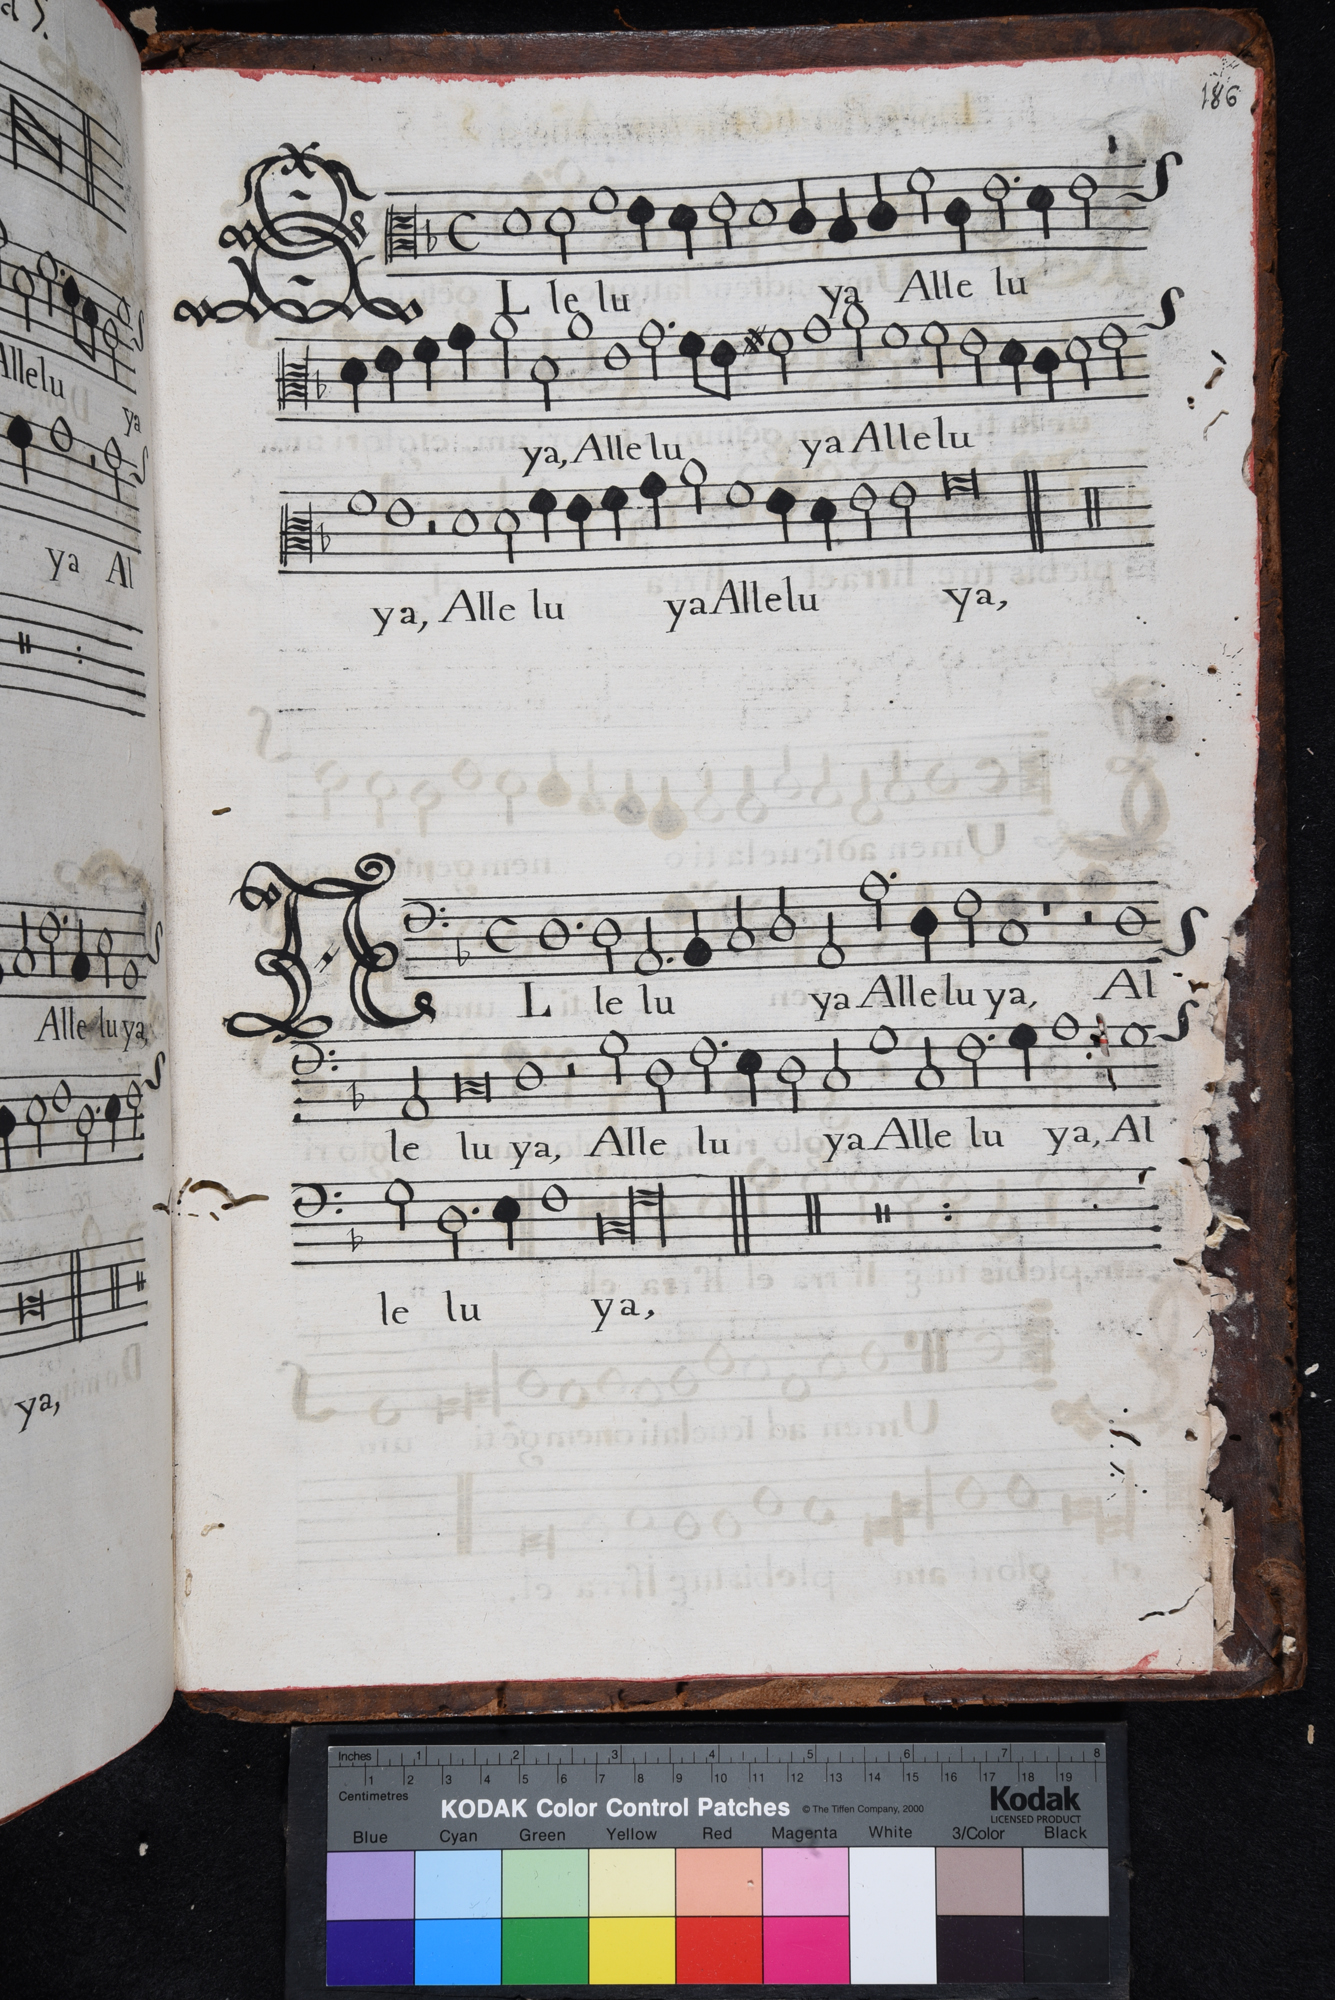 186
AL le lu ya Alle lu
ya, Alle lu ya Alle lu
ya, Alle lu ya Alle lu ya,
AL le lu ya Alle lu ya, Al
le lu ya, Alle lu ya Alle lu ya, Al
le lu ya,
Allelu
ya
ya Al
Alle luya
ya,
Inches 1 2 3 4 5 6 7 8
Centimetres 1 2 3 4 5 6 7 8 9 10 11 12 13 14 15 16 17 18 19
KODAK Color Control Patches © The Tiffen Company, 2000 Kodak
LICENSED PRODUCT
Blue Cyan Green Yellow Red Magenta White 3/Color Black